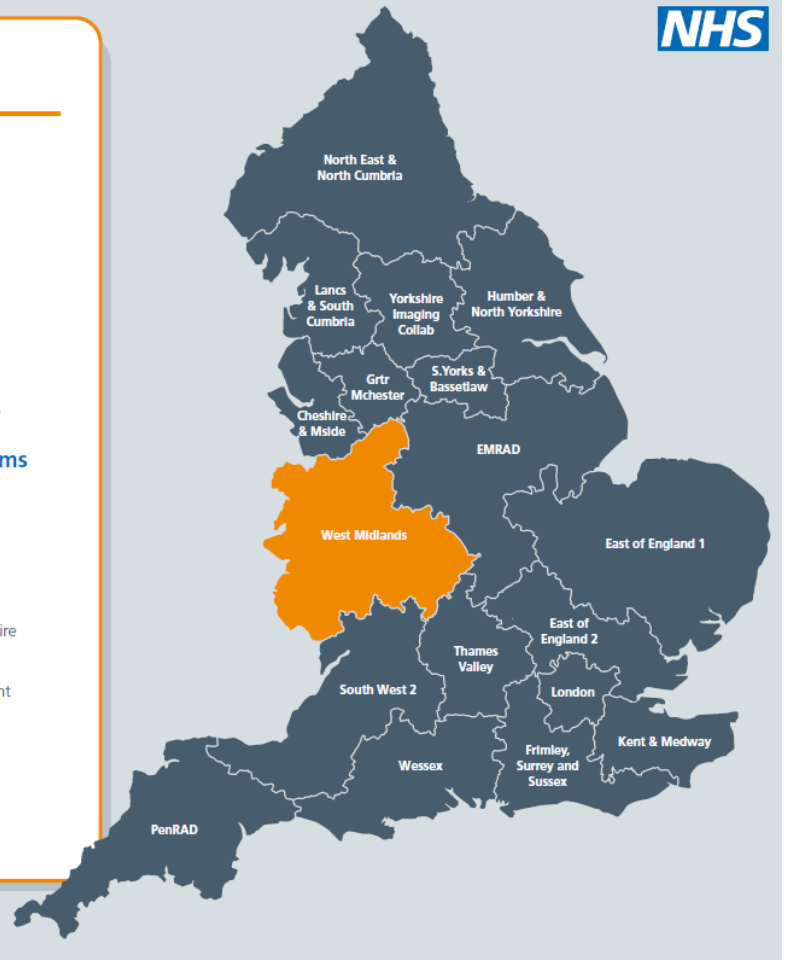 NHS
North East &
North Cumbria
Lancs
& South
Cumbria
Yorkshire
Imaging
Collab
Humber &
North Yorkshire
Grtr
Mchester
S.Yorks &
Bassetlaw
Cheshire
& Mside
EMRAD
ms
West Midlands
East of England 1
ire
East of
England 2
Thames
Valley
nt
South West 2
London
Kent & Medway
Wessex
Frimley,
Surrey and
Sussex
PenRAD